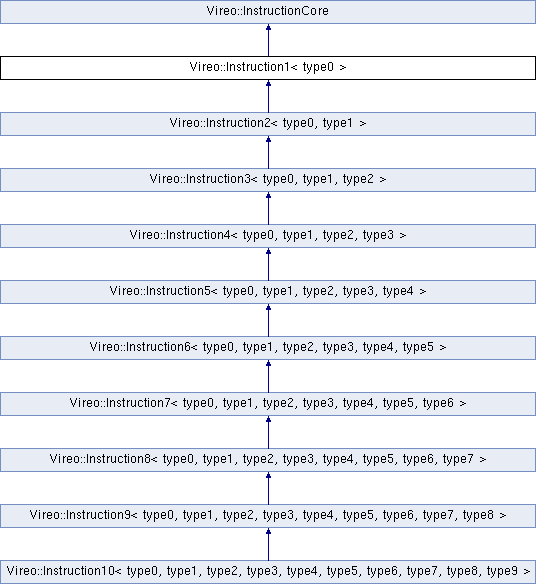 Vireo::InstructionCore
Vireo::Instruction1< type0 >
Vireo::Instruction2< type0, type1 >
Vireo::Instruction3< type0, type1, type2 >
Vireo::Instruction4< type0, type1, type2, type3 >
Vireo::Instruction5< type0, type1, type2, type3, type4 >
Vireo::Instruction6< type0, type1, type2, type3, type4, type5 >
Vireo::Instruction7< type0, type1, type2, type3, type4, type5, type6 >
Vireo::Instruction8< type0, type1, type2, type3, type4, type5, type6, type7 >
Vireo::Instruction9< type0, type1, type2, type3, type4, type5, type6, type7, type8 >
Vireo::Instruction10< type0, type1, type2, type3, type4, type5, type6, type7, type8, type9 >